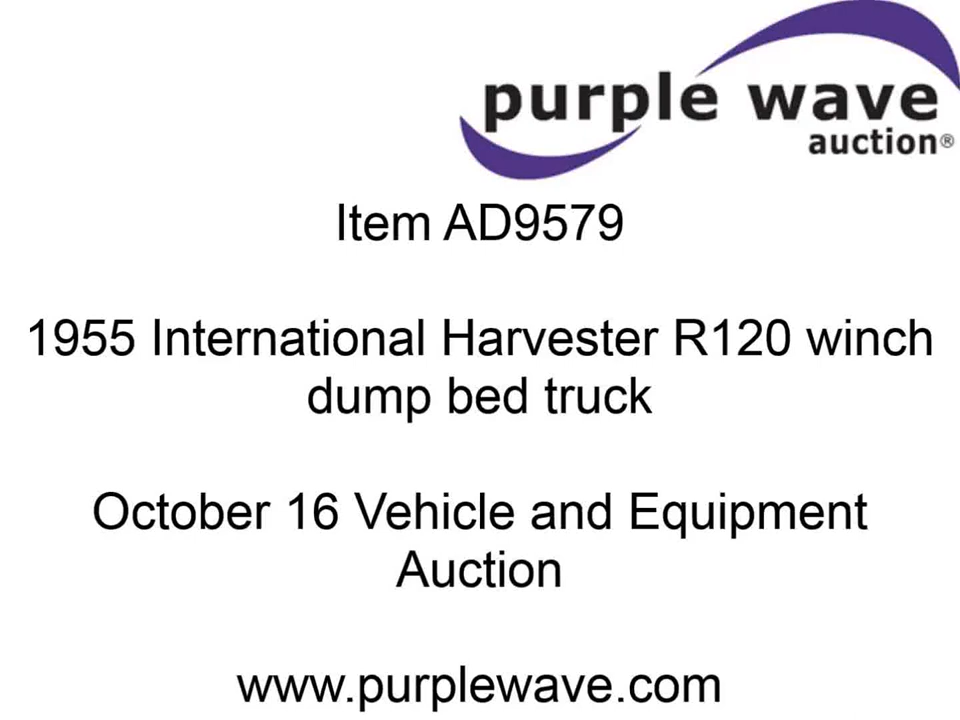 purple wave
auction®
Item AD9579
1955 International Harvester R120 winch
dump bed truck
October 16 Vehicle and Equipment
Auction
www.purplewave.com